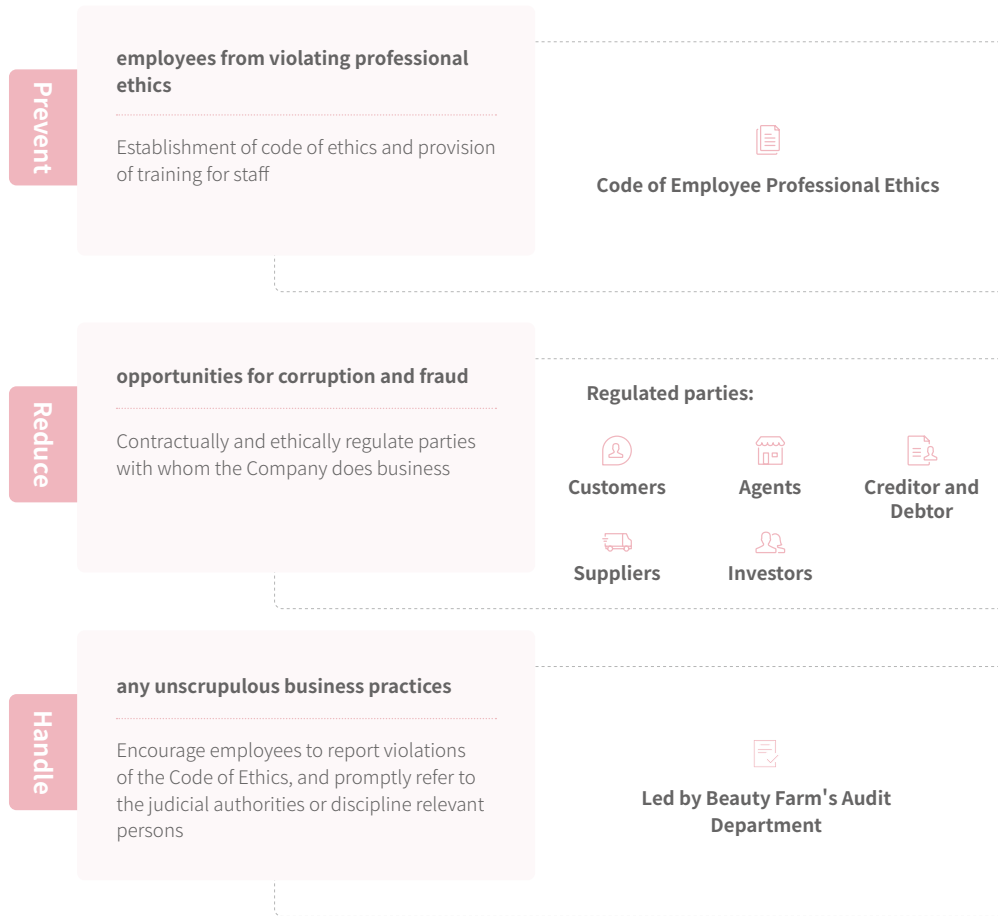 Prevent
employees from violating professional
ethics
Establishment of code of ethics and provision
of training for staff
Code of Employee Professional Ethics
Reduce
opportunities for corruption and fraud
Contractually and ethically regulate parties
with whom the Company does business
Regulated parties:
Customers
Agents
Creditor and
Debtor
Suppliers
Investors
Handle
any unscrupulous business practices
Encourage employees to report violations
of the Code of Ethics, and promptly refer to
the judicial authorities or discipline relevant
persons
Led by Beauty Farm's Audit
Department